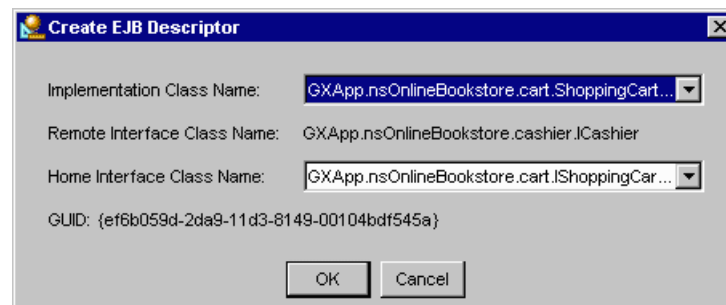 Create EJB Descriptor
Implementation Class Name: GXApp.nsOnlineBookstore.cart.ShoppingCart...
Remote Interface Class Name: GXApp.nsOnlineBookstore.cashier.ICashier
Home Interface Class Name: GXApp.nsOnlineBookstore.cart.IShoppingCar...
GUID: {ef6b059d-2da9-11d3-8149-00104bdf545a}
OK Cancel